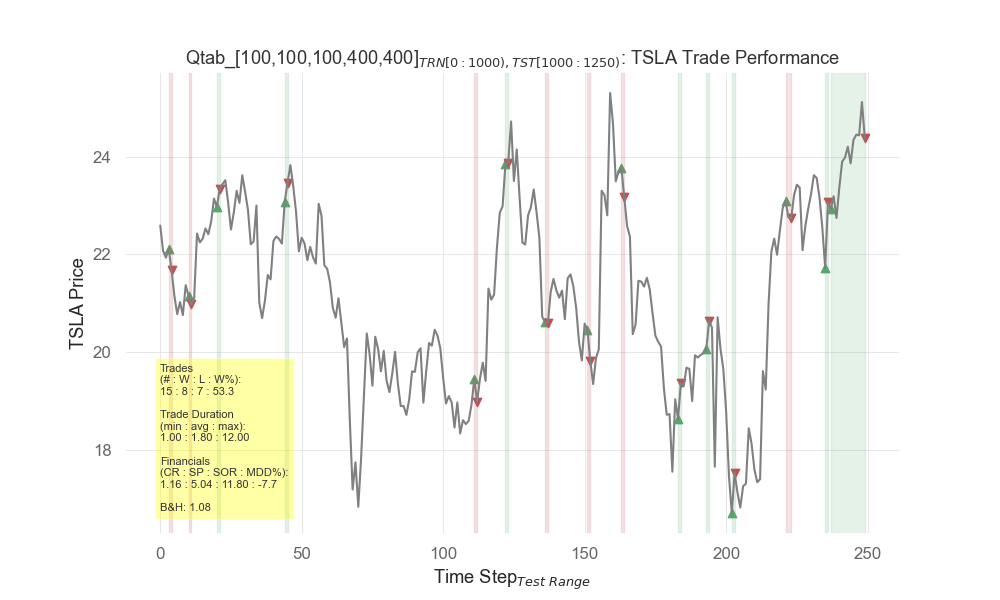 Qtab_[100,100,100,400,400]TRN[0 : 1000), TST[1000 : 1250): TSLA Trade Performance
TSLA Price
24
22
20
18
Trades
(# : W : L : W%):
15 : 8 : 7 : 53.3
Trade Duration
(min : avg : max):
1.00 : 1.80 : 12.00
Financials
(CR : SP : SOR : MDD%):
1.16 : 5.04 : 11.80 : -7.7
B&H: 1.08
0 50 100 150 200 250
Time StepTest Range